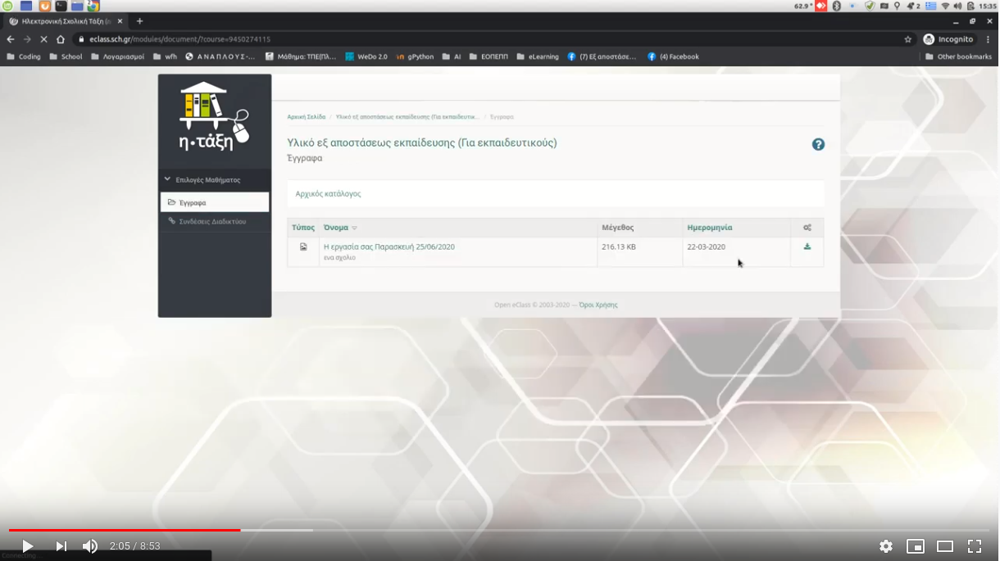 62.9°
2
15:35
Ηλεκτρονική Σχολική Τάξη (η
eclass.sch.gr/modules/document/?course=9450274115
Incognito
Coding
School
Λογαριασμοί
wfh
Α Ν Α Π Λ Ο Υ Σ -...
Μάθημα: ΤΠΕ(Πλ...
WeDo 2.0
gPython
AI
ΕΟΠΕΠΠ
eLearning
(7) Εξ αποστάσε...
(4) Facebook
Other bookmarks
η•τάξη
Επιλογές Μαθήματος
Έγγραφα
Συνδέσεις Διαδικτύου
Αρχική Σελίδα / Υλικό εξ αποστάσεως εκπαίδευσης (Για εκπαιδευτικ... / Έγγραφα
Υλικό εξ αποστάσεως εκπαίδευσης (Για εκπαιδευτικούς)
Έγγραφα
Αρχικός κατάλογος
Τύπος Όνομα Μέγεθος Ημερομηνία
Η εργασία σας Παρασκευή 25/06/2020 216.13 KB 22-03-2020
ενα σχολιο
Open eClass © 2003-2020 — Όροι Χρήσης
2:05 / 8:53
Connecting...